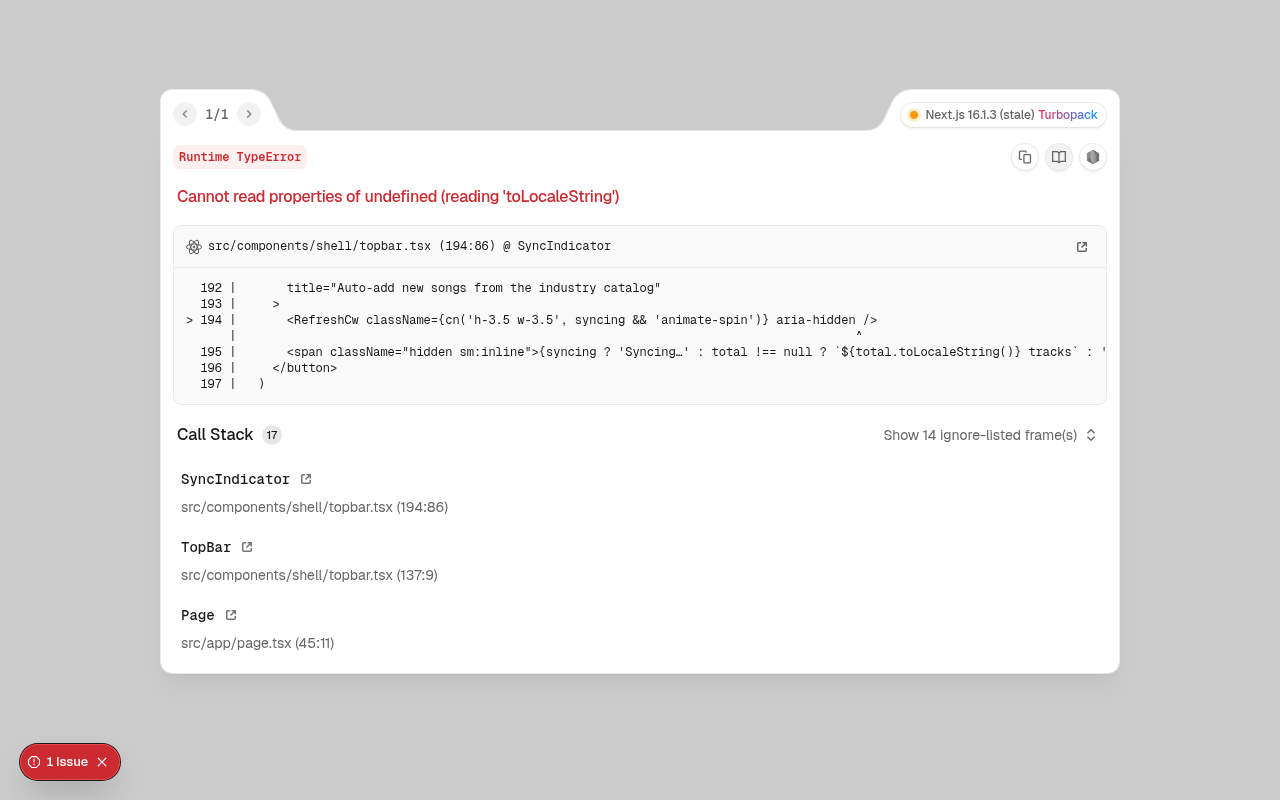 1/1
Next.js 16.1.3 (stale) Turbopack
Runtime TypeError
Cannot read properties of undefined (reading 'toLocaleString')
src/components/shell/topbar.tsx (194:86) @ SyncIndicator
  192 |       title="Auto-add new songs from the industry catalog"
  193 |     >
> 194 |       <RefreshCw className={cn('h-3.5 w-3.5', syncing && 'animate-spin')} aria-hidden />
      |                                                                                      ^
  195 |       <span className="hidden sm:inline">{syncing ? 'Syncing…' : total !== null ? `${total.toLocaleString()} tracks` : '
  196 |     </button>
  197 |   )
Call Stack 17
Show 14 ignore-listed frame(s)
SyncIndicator
src/components/shell/topbar.tsx (194:86)
TopBar
src/components/shell/topbar.tsx (137:9)
Page
src/app/page.tsx (45:11)
1 Issue